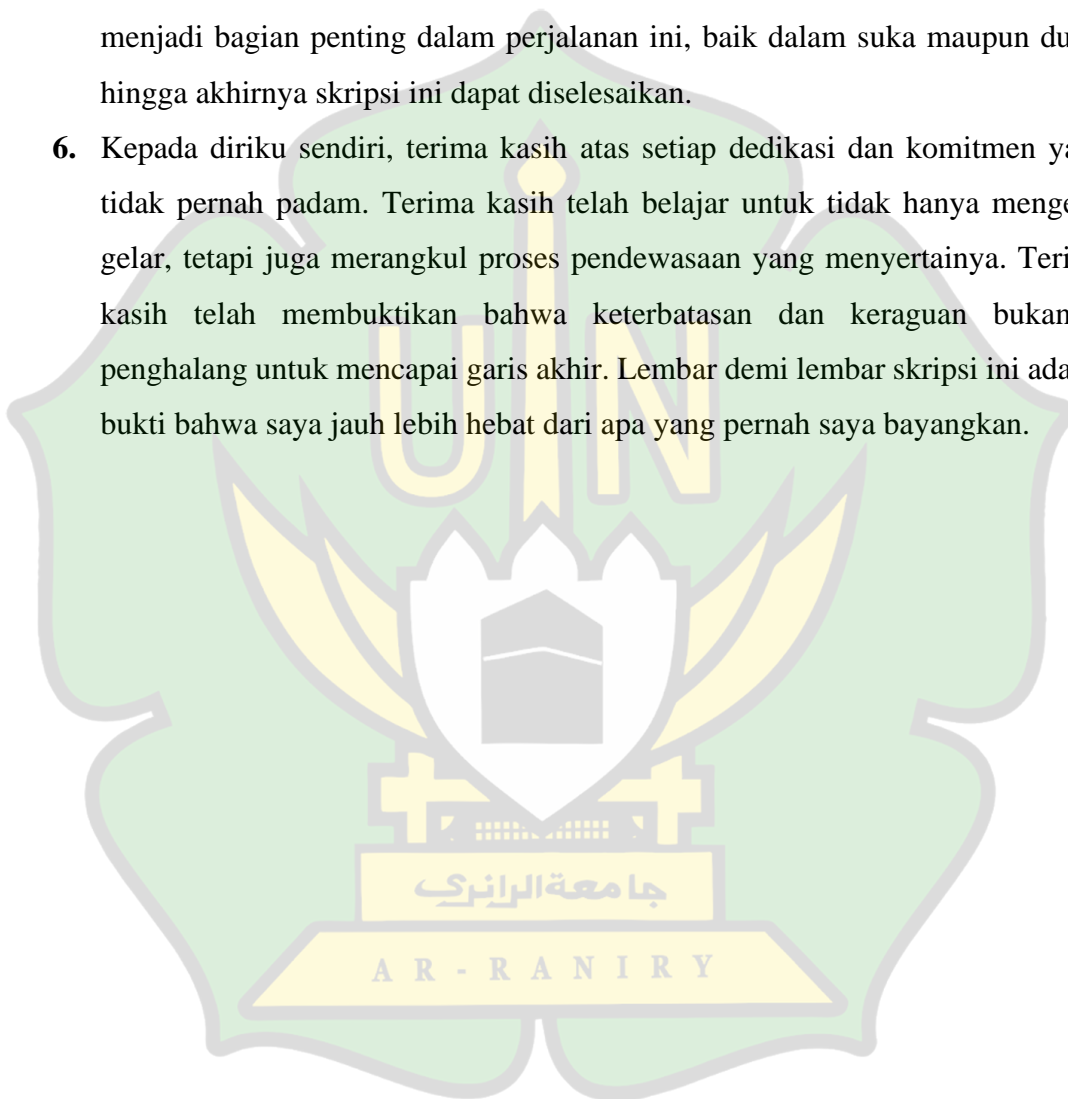 menjadi bagian penting dalam perjalanan ini, baik dalam suka maupun du
hingga akhirnya skripsi ini dapat diselesaikan.
6. Kepada diriku sendiri, terima kasih atas setiap dedikasi dan komitmen ya
tidak pernah padam. Terima kasih telah belajar untuk tidak hanya menge
gelar, tetapi juga merangkul proses pendewasaan yang menyertainya. Teri
kasih telah membuktikan bahwa keterbatasan dan keraguan bukan
penghalang untuk mencapai garis akhir. Lembar demi lembar skripsi ini ada
bukti bahwa saya jauh lebih hebat dari apa yang pernah saya bayangkan.
UIN
جامعة الرانري
AR-RANIRY